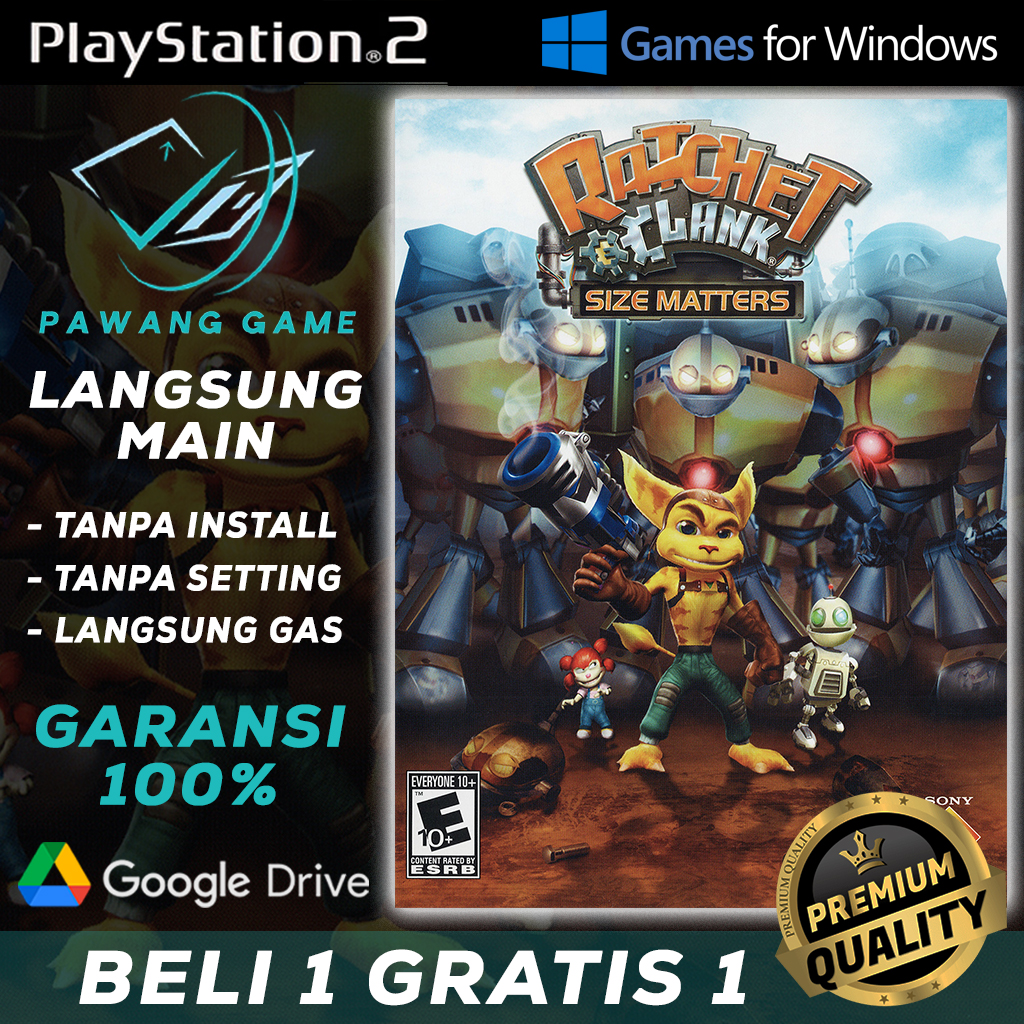 PlayStation®2
Games for Windows
PAWANG GAME
LANGSUNG
MAIN
- TANPA INSTALL
- TANPA SETTING
- LANGSUNG GAS
GARANSI
100%
Google Drive
RATCHET
& CLANK®
SIZE MATTERS
EVERYONE 10+
TM
E
10+
CONTENT RATED BY
ESRB
SONY
PREMIUM QUALITY
PREMIUM
QUALITY
BELI 1 GRATIS 1